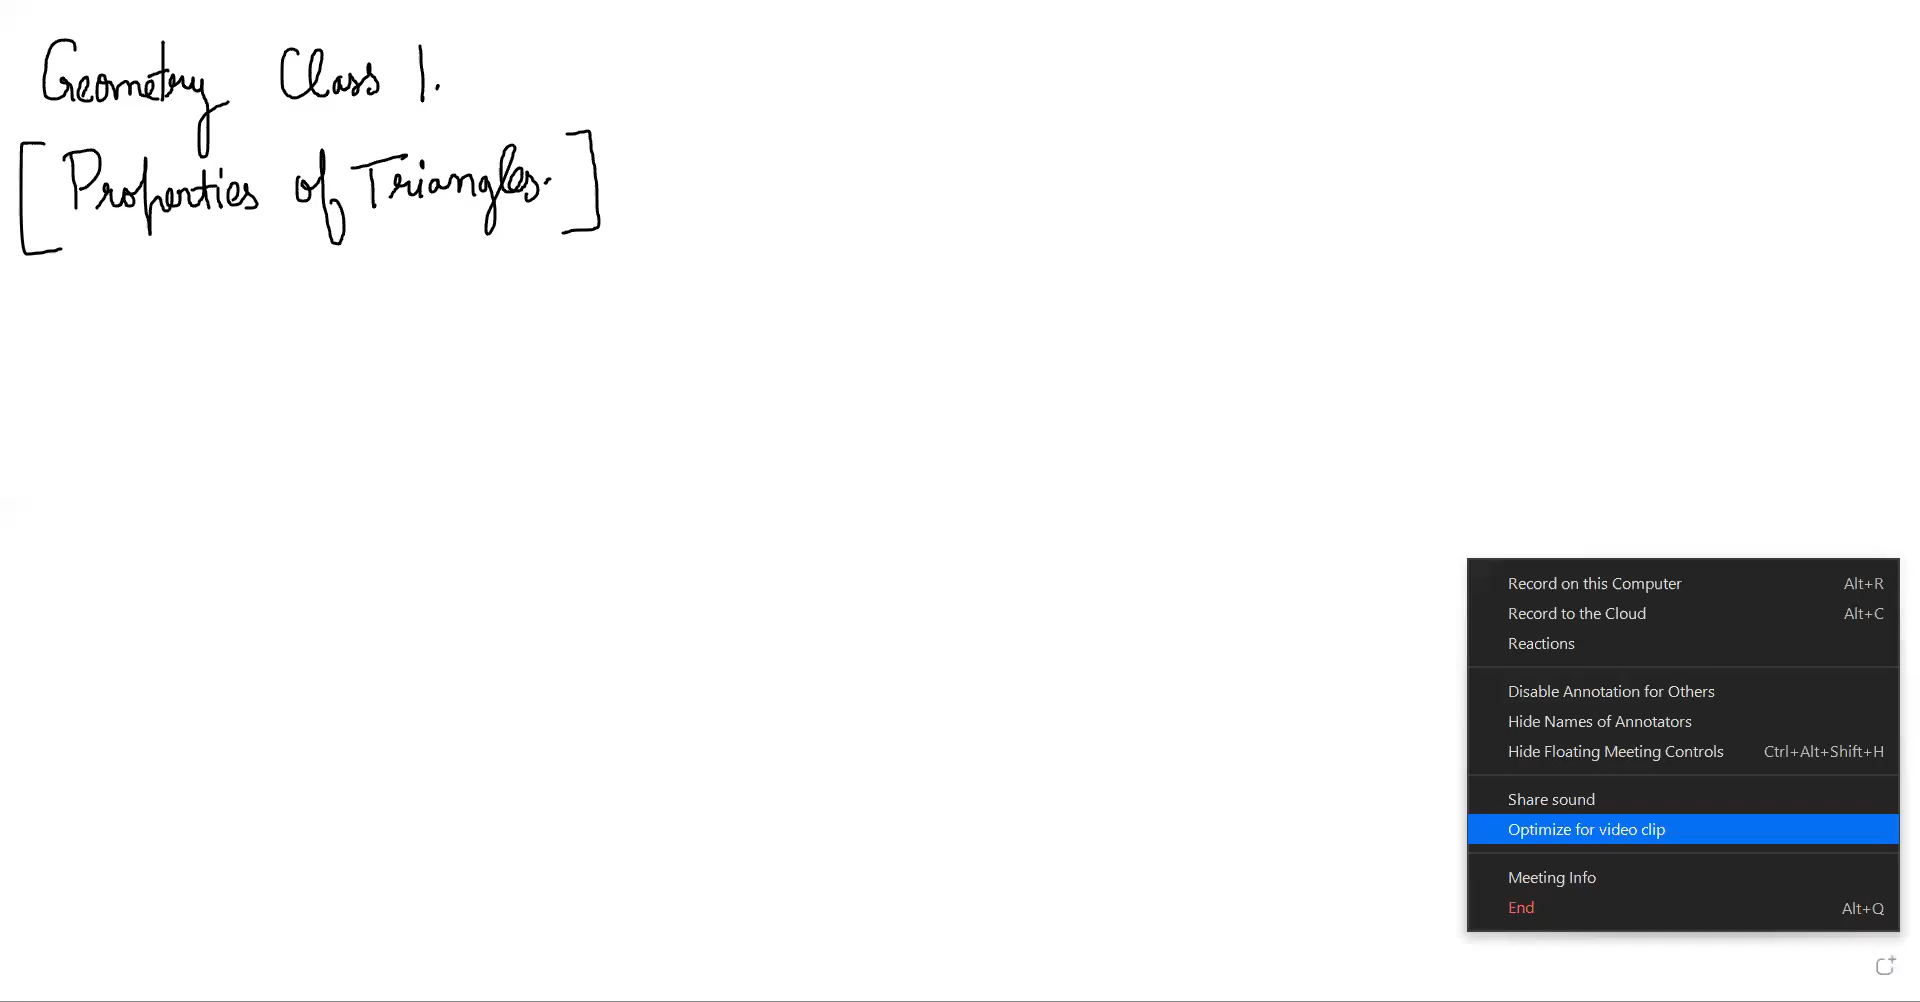 Geometry Class 1.
[Properties of Triangles.]
Record on this Computer Alt+R
Record to the Cloud Alt+C
Reactions
Disable Annotation for Others
Hide Names of Annotators
Hide Floating Meeting Controls Ctrl+Alt+Shift+H
Share sound
Optimize for video clip
Meeting Info
End Alt+Q